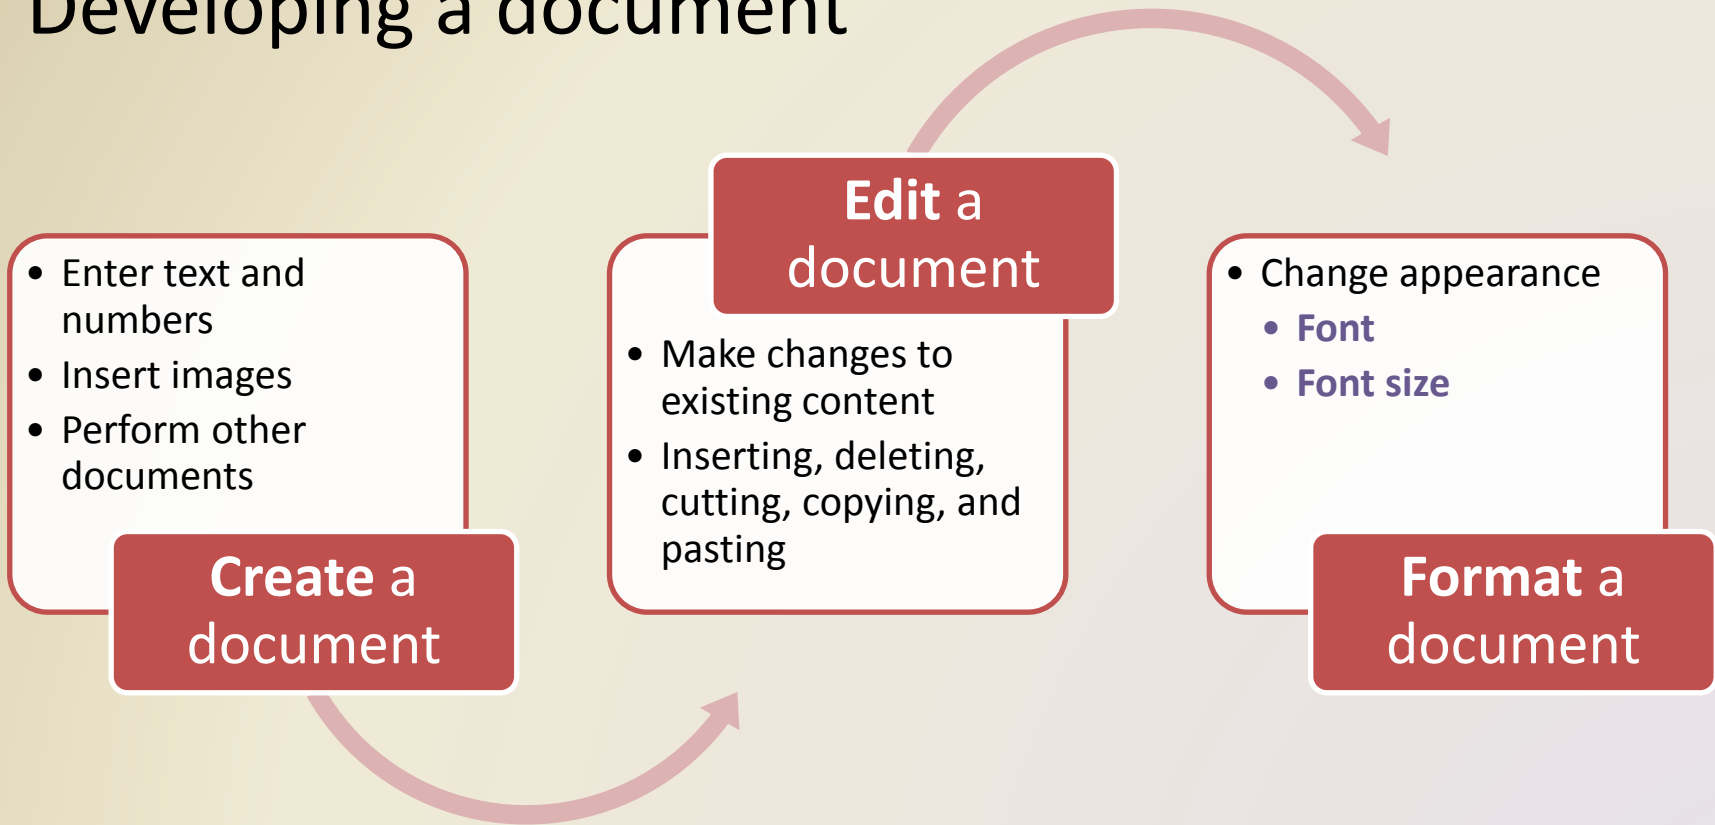 Developing a document
• Enter text and
numbers
• Insert images
• Perform other
documents
Create a
document
Edit a
document
• Make changes to
existing content
• Inserting, deleting,
cutting, copying, and
pasting
• Change appearance
• Font
• Font size
Format a
document